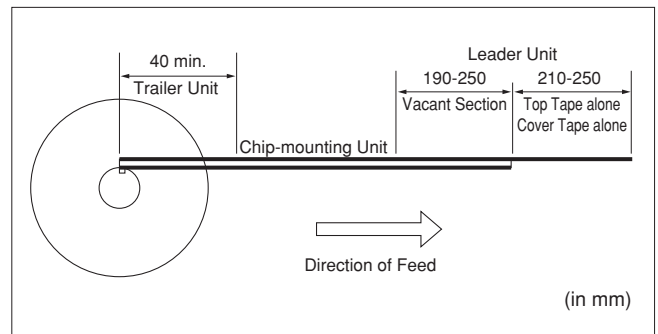 Leader Unit
40 min.
Trailer Unit
190-250
Vacant Section
210-250
Top Tape alone
Cover Tape alone
Chip-mounting Unit
Direction of Feed
(in mm)